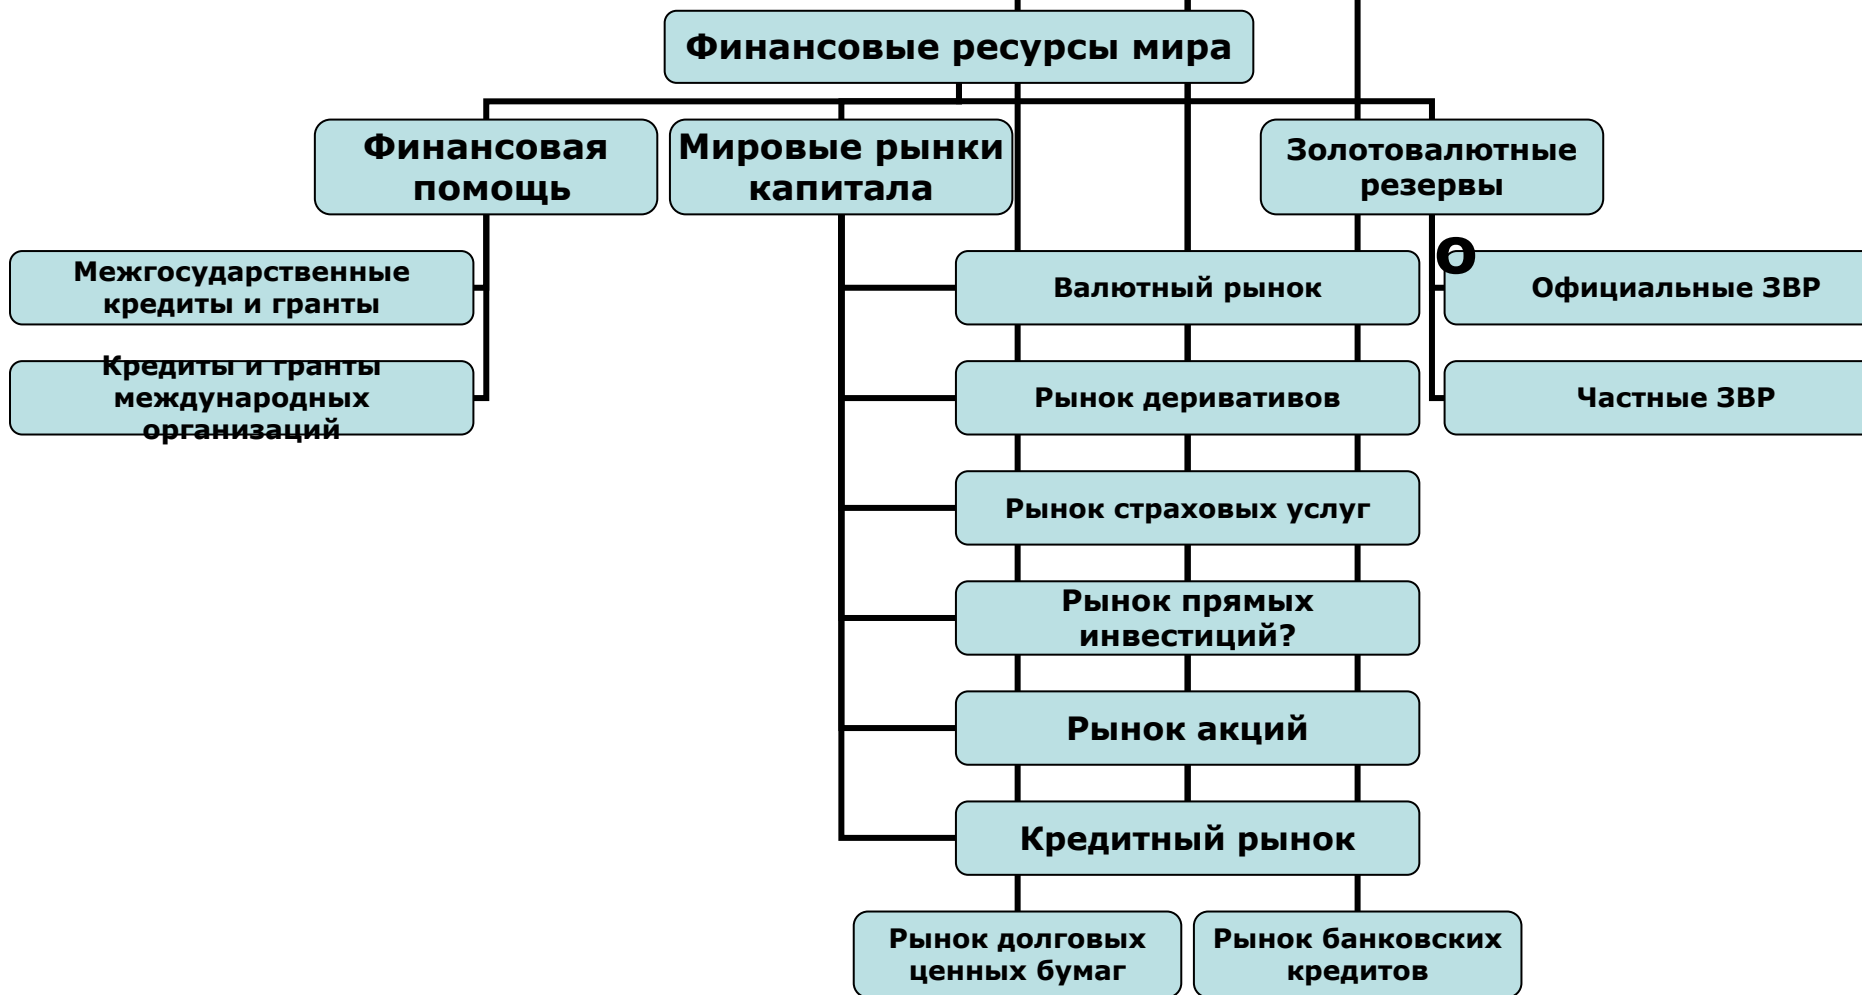 Финансовые ресурсы мира
Финансовая
помощь
Мировые рынки
капитала
Золотовалютные
резервы
о
Межгосударственные
кредиты и гранты
Валютный рынок
Официальные ЗВР
Кредиты и гранты
международных
организаций
Рынок деривативов
Частные ЗВР
Рынок страховых услуг
Рынок прямых
инвестиций?
Рынок акций
Кредитный рынок
Рынок долговых
ценных бумаг
Рынок банковских
кредитов